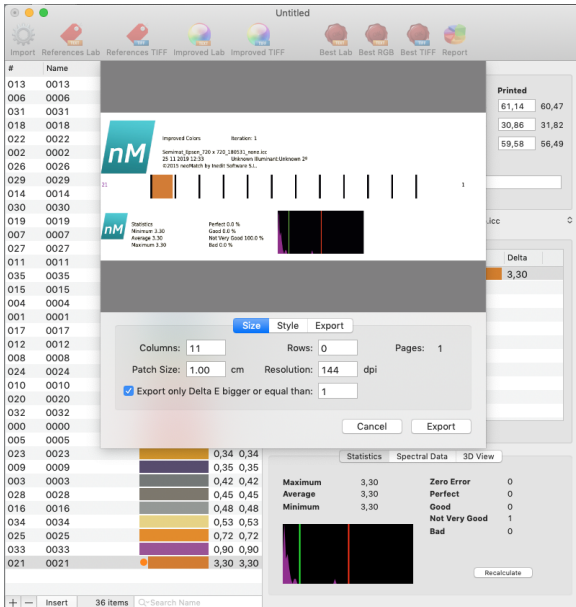 Untitled
Import References Lab References TIFF Improved Lab Improved TIFF Best Lab Best RGB Best TIFF Report
# Name
013 0013
006 0006
031 0031
018 0018
022 0022
002 0002
026 0026
029 0029
014 0014
030 0030
019 0019
007 0007
027 0027
011 0011
035 0035
015 0015
004 0004
001 0001
017 0017
012 0012
008 0008
024 0024
010 0010
020 0020
032 0032
000 0000
005 0005
023 0023 0,34 0,34
009 0009 0,35 0,35
003 0003 0,42 0,42
028 0028 0,45 0,45
016 0016 0,48 0,48
034 0034 0,53 0,53
025 0025 0,72 0,72
033 0033 0,90 0,90
021 0021 3,30 3,30
Insert 36 items Search Name
nM
Improved Colors Iteration: 1
Semimat_Epson_720 x 720_180531_nano.icc
25 11 2019 12:33 Unknown Illuminant Unknown 2º
©2015 neoMatch by Inedit Software S.L.
21 1
nM
Statistics Perfect 0.0 %
Minimum 3.30 Good 0.0 %
Average 3.30 Not Very Good 100.0 %
Maximum 3.30 Bad 0.0 %
Size Style Export
Columns: 11 Rows: 0 Pages: 1
Patch Size: 1.00 cm Resolution: 144 dpi
Export only Delta E bigger or equal than: 1
Cancel Export
Printed
61,14 60,47
30,86 31,82
59,58 56,49
.icc
Delta
3,30
Statistics Spectral Data 3D View
Maximum 3,30 Zero Error 0
Average 3,30 Perfect 0
Minimum 3,30 Good 0
Not Very Good 1
Bad 0
Recalculate